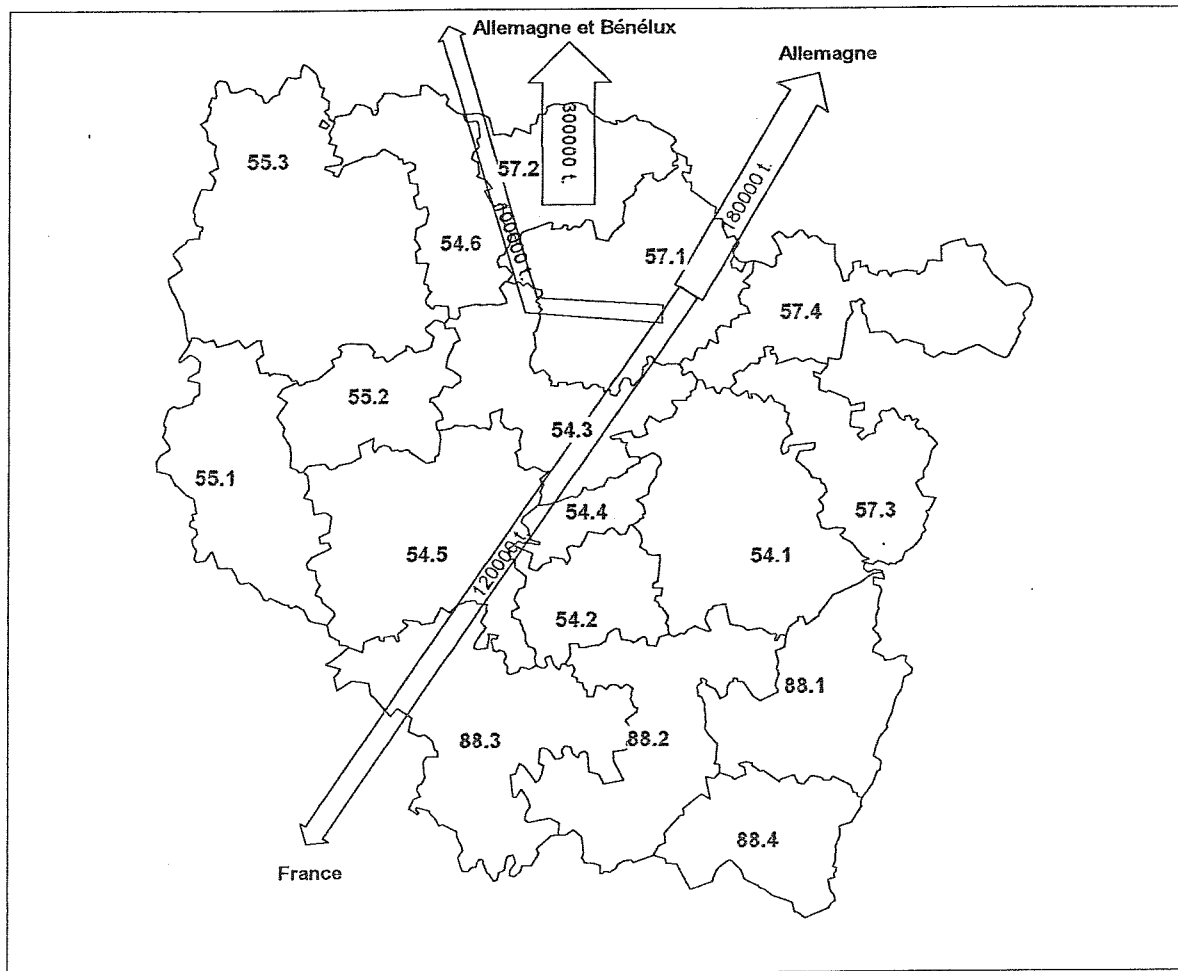 Allemagne et Bénélux
Allemagne
300000 t.
180000 t.
100000 t.
120000 t.
55.3
57.2
54.6
57.1
57.4
55.2
54.3
55.1
54.4
57.3
54.5
54.1
54.2
88.1
88.3
88.2
88.4
France